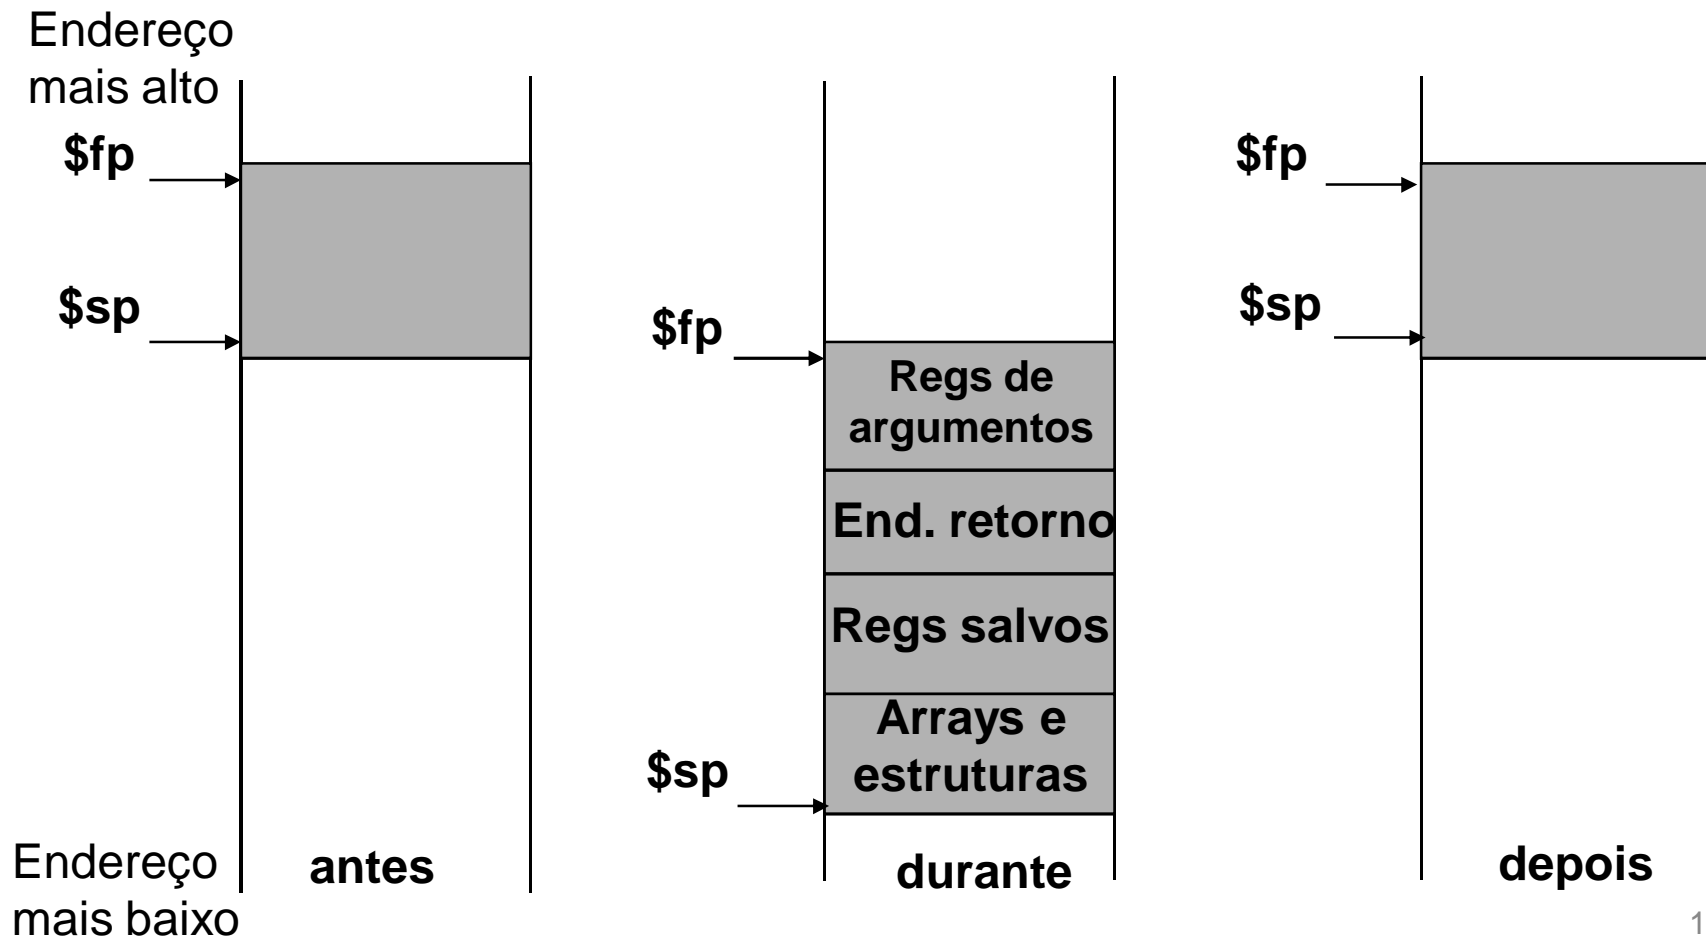 Endereço
mais alto
$fp
$sp
Endereço
mais baixo
antes
$fp
Regs de
argumentos
End. retorno
Regs salvos
Arrays e
estruturas
$sp
durante
$fp
$sp
depois
1